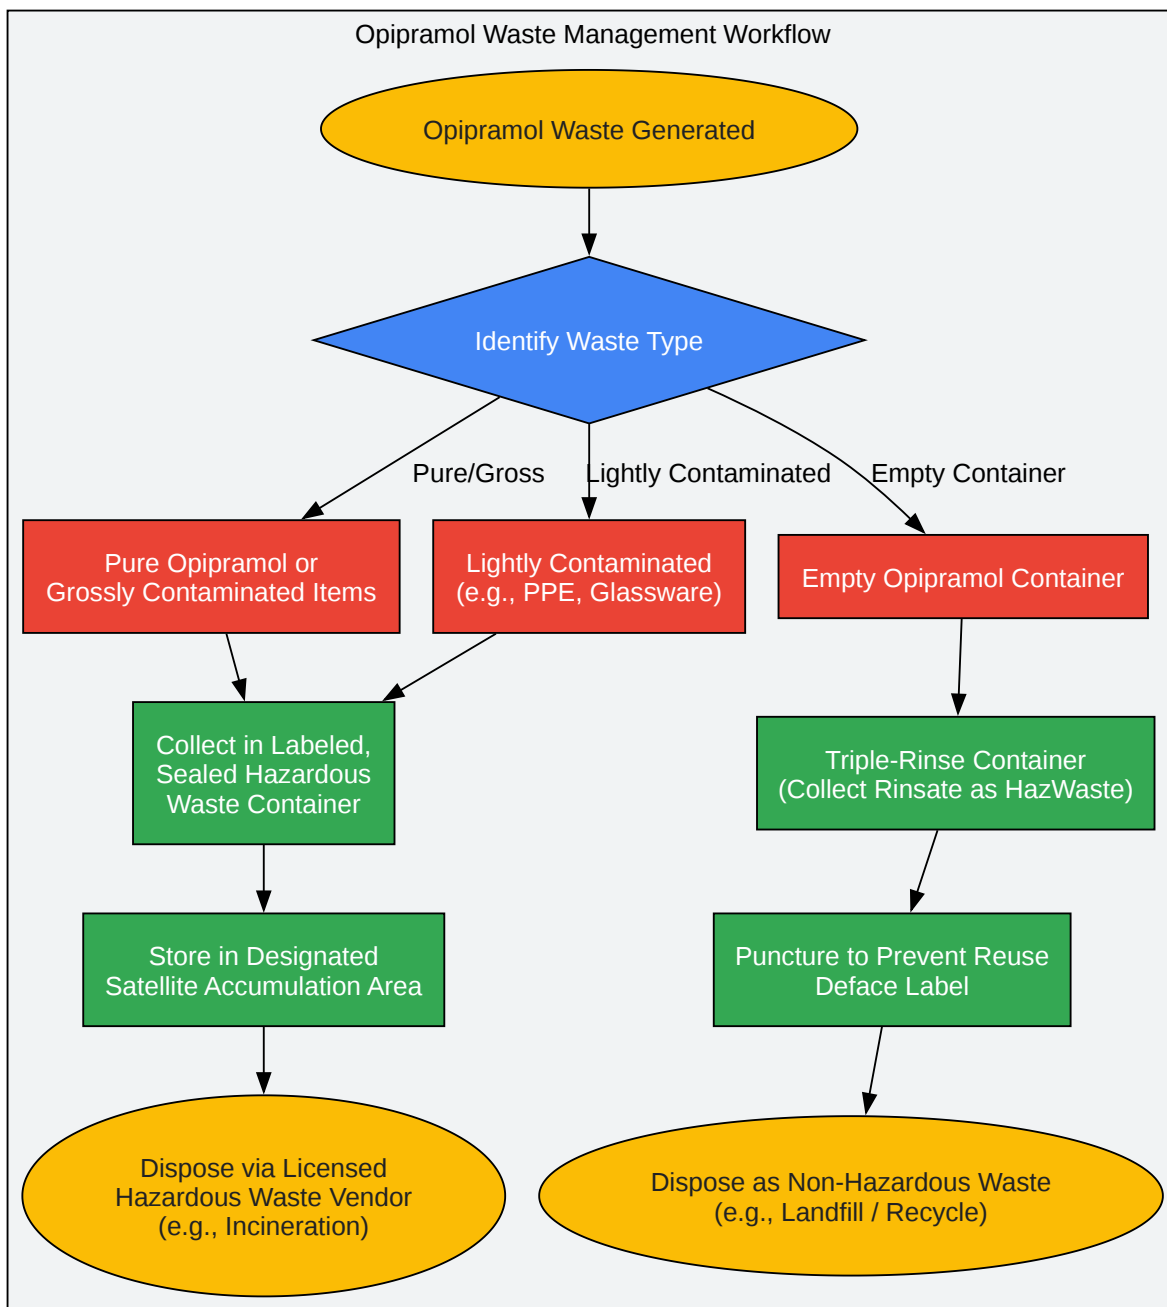 Opipramol Waste Management Workflow
Opipramol Waste Generated
Identify Waste Type
Pure/Gross
Lightly Contaminated
Empty Container
Pure Opipramol or
Grossly Contaminated Items
Lightly Contaminated
(e.g., PPE, Glassware)
Empty Opipramol Container
Collect in Labeled,
Sealed Hazardous
Waste Container
Triple-Rinse Container
(Collect Rinsate as HazWaste)
Store in Designated
Satellite Accumulation Area
Puncture to Prevent Reuse
Deface Label
Dispose via Licensed
Hazardous Waste Vendor
(e.g., Incineration)
Dispose as Non-Hazardous Waste
(e.g., Landfill / Recycle)